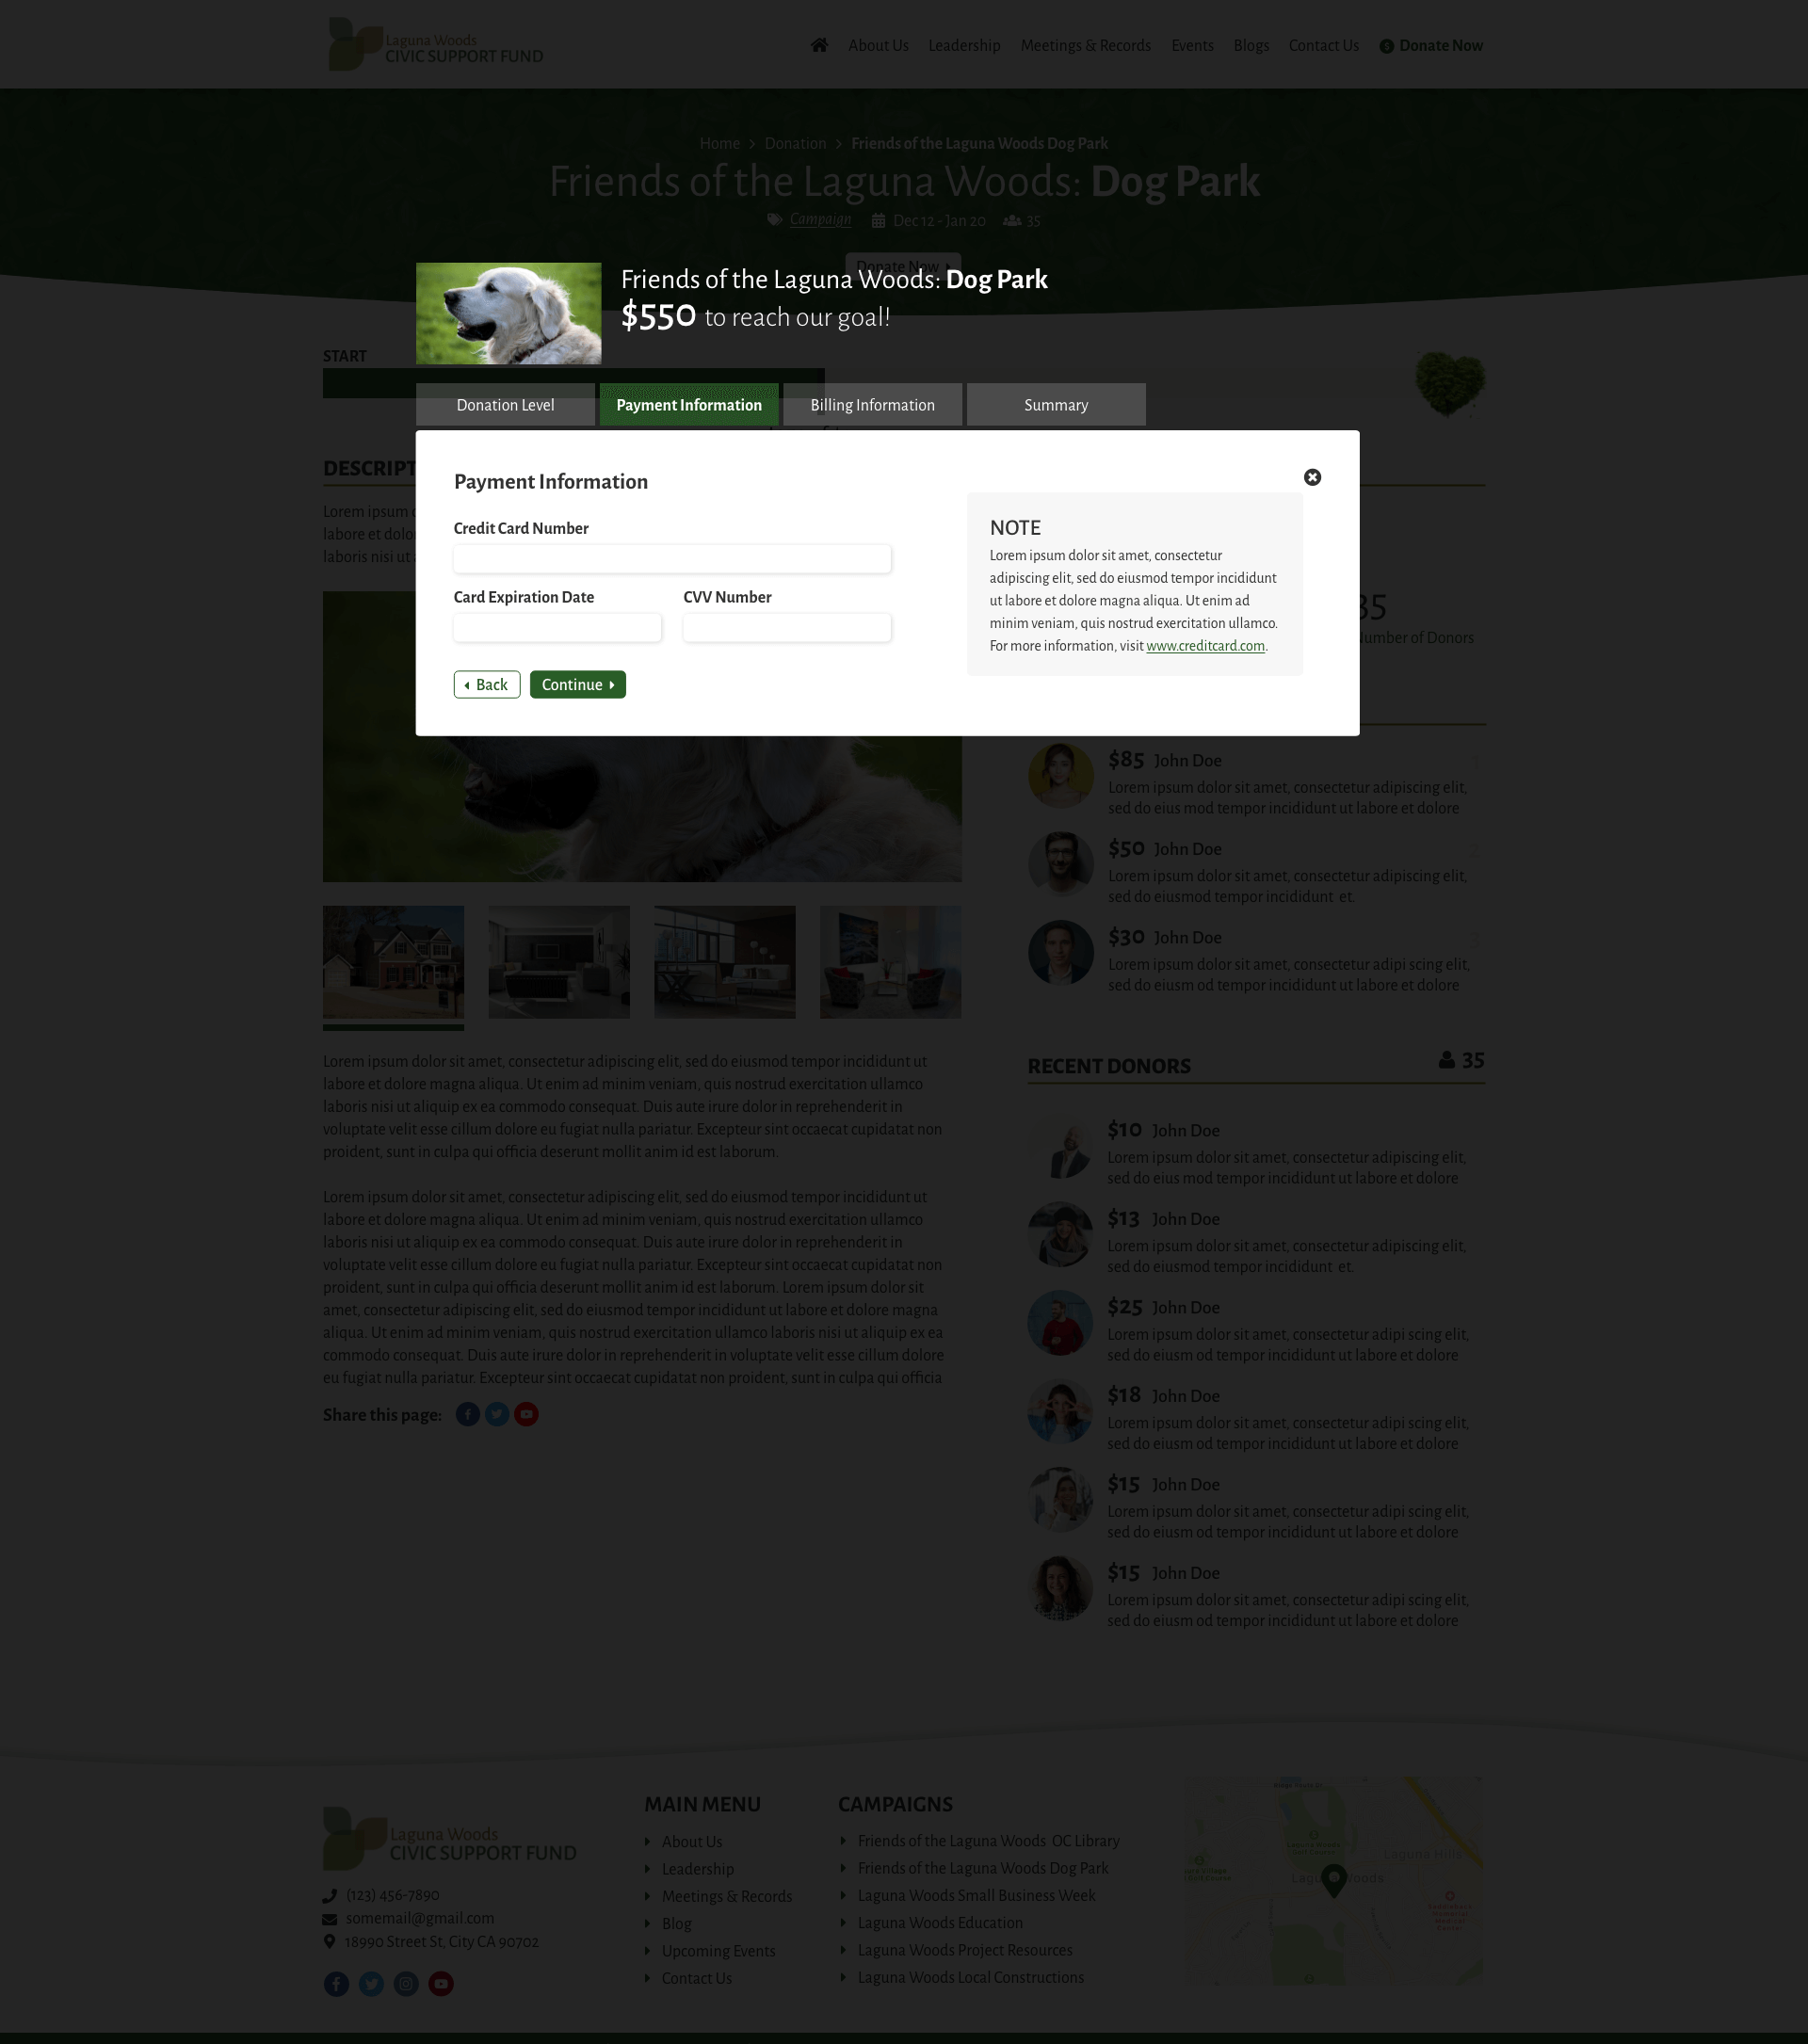 Laguna Woods
CIVIC SUPPORT FUND
About Us Leadership Meetings & Records Events Blogs Contact Us Donate Now
Home Donation Friends of the Laguna Woods Dog Park
Friends of the Laguna Woods: Dog Park
Campaign Dec 12 - Jan 20 35
Donate Now
Friends of the Laguna Woods: Dog Park
$550 to reach our goal!
START
Donation Level Payment Information Billing Information Summary
DESCRIPT
Lorem ipsum
labore et dolor
laboris nisi ut
Payment Information
Credit Card Number
Card Expiration Date CVV Number
Back Continue
NOTE
Lorem ipsum dolor sit amet, consectetur
adipiscing elit, sed do eiusmod tempor incididunt
ut labore et dolore magna aliqua. Ut enim ad
minim veniam, quis nostrud exercitation ullamco.
For more information, visit www.creditcard.com.
35
Number of Donors
$85 John Doe
Lorem ipsum dolor sit amet, consectetur adipiscing elit,
sed do eius mod tempor incididunt ut labore et dolore
$50 John Doe
Lorem ipsum dolor sit amet, consectetur adipiscing elit,
sed do eiusmod tempor incididunt et.
$30 John Doe
Lorem ipsum dolor sit amet, consectetur adipi scing elit,
sed do eiusm od tempor incididunt ut labore et dolore
Lorem ipsum dolor sit amet, consectetur adipiscing elit, sed do eiusmod tempor incididunt ut
labore et dolore magna aliqua. Ut enim ad minim veniam, quis nostrud exercitation ullamco
laboris nisi ut aliquip ex ea commodo consequat. Duis aute irure dolor in reprehenderit in
voluptate velit esse cillum dolore eu fugiat nulla pariatur. Excepteur sint occaecat cupidatat non
proident, sunt in culpa qui officia deserunt mollit anim id est laborum.
Lorem ipsum dolor sit amet, consectetur adipiscing elit, sed do eiusmod tempor incididunt ut
labore et dolore magna aliqua. Ut enim ad minim veniam, quis nostrud exercitation ullamco
laboris nisi ut aliquip ex ea commodo consequat. Duis aute irure dolor in reprehenderit in
voluptate velit esse cillum dolore eu fugiat nulla pariatur. Excepteur sint occaecat cupidatat non
proident, sunt in culpa qui officia deserunt mollit anim id est laborum. Lorem ipsum dolor sit
amet, consectetur adipiscing elit, sed do eiusmod tempor incididunt ut labore et dolore magna
aliqua. Ut enim ad minim veniam, quis nostrud exercitation ullamco laboris nisi ut aliquip ex ea
commodo consequat. Duis aute irure dolor in reprehenderit in voluptate velit esse cillum dolore
eu fugiat nulla pariatur. Excepteur sint occaecat cupidatat non proident, sunt in culpa qui officia
Share this page:
RECENT DONORS 35
$10 John Doe
Lorem ipsum dolor sit amet, consectetur adipiscing elit,
sed do eius mod tempor incididunt ut labore et dolore
$13 John Doe
Lorem ipsum dolor sit amet, consectetur adipiscing elit,
sed do eiusmod tempor incididunt et.
$25 John Doe
Lorem ipsum dolor sit amet, consectetur adipi scing elit,
sed do eiusm od tempor incididunt ut labore et dolore
$18 John Doe
Lorem ipsum dolor sit amet, consectetur adipi scing elit,
sed do eiusm od tempor incididunt ut labore et dolore
$15 John Doe
Lorem ipsum dolor sit amet, consectetur adipi scing elit,
sed do eiusm od tempor incididunt ut labore et dolore
$15 John Doe
Lorem ipsum dolor sit amet, consectetur adipi scing elit,
sed do eiusm od tempor incididunt ut labore et dolore
Laguna Woods
CIVIC SUPPORT FUND
(123) 456-7890
somemail@gmail.com
18990 Street St, City CA 90702
MAIN MENU
About Us
Leadership
Meetings & Records
Blog
Upcoming Events
Contact Us
CAMPAIGNS
Friends of the Laguna Woods OC Library
Friends of the Laguna Woods Dog Park
Laguna Woods Small Business Week
Laguna Woods Education
Laguna Woods Project Resources
Laguna Woods Local Constructions
Laguna Woods
Golf Course
Laguna Hills
Laguna Woods
Saddleback
Memorial
Medical
Center